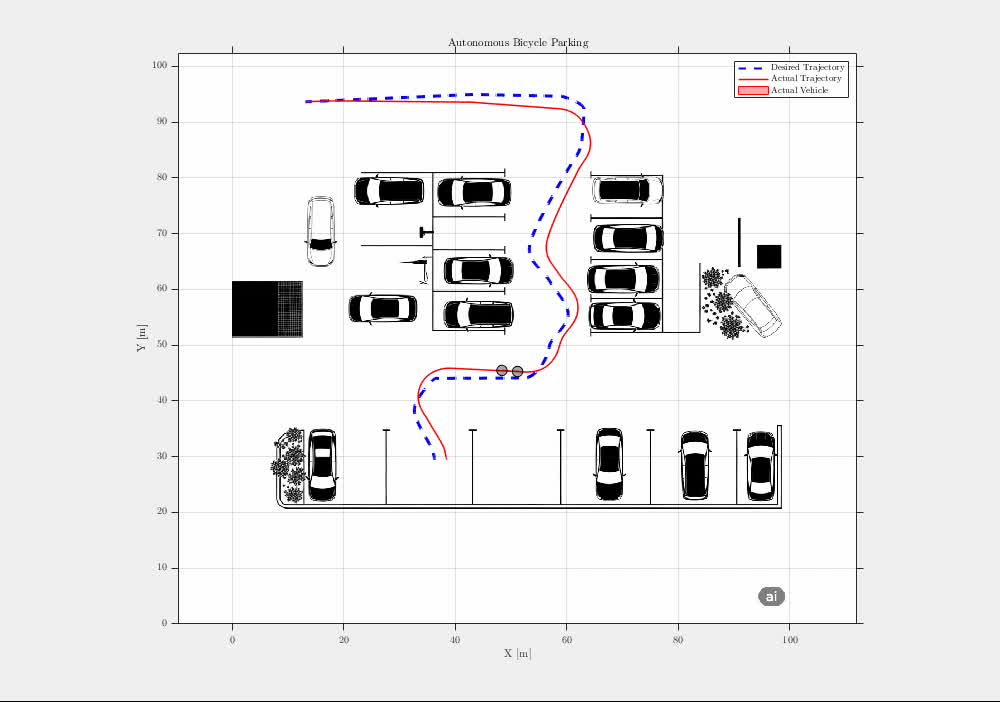 Autonomous Bicycle Parking
Desired Trajectory
Actual Trajectory
Actual Vehicle
100
90
80
70
60
50
40
30
20
10
0
Y [m]
0 20 40 60 80 100
X [m]
ai